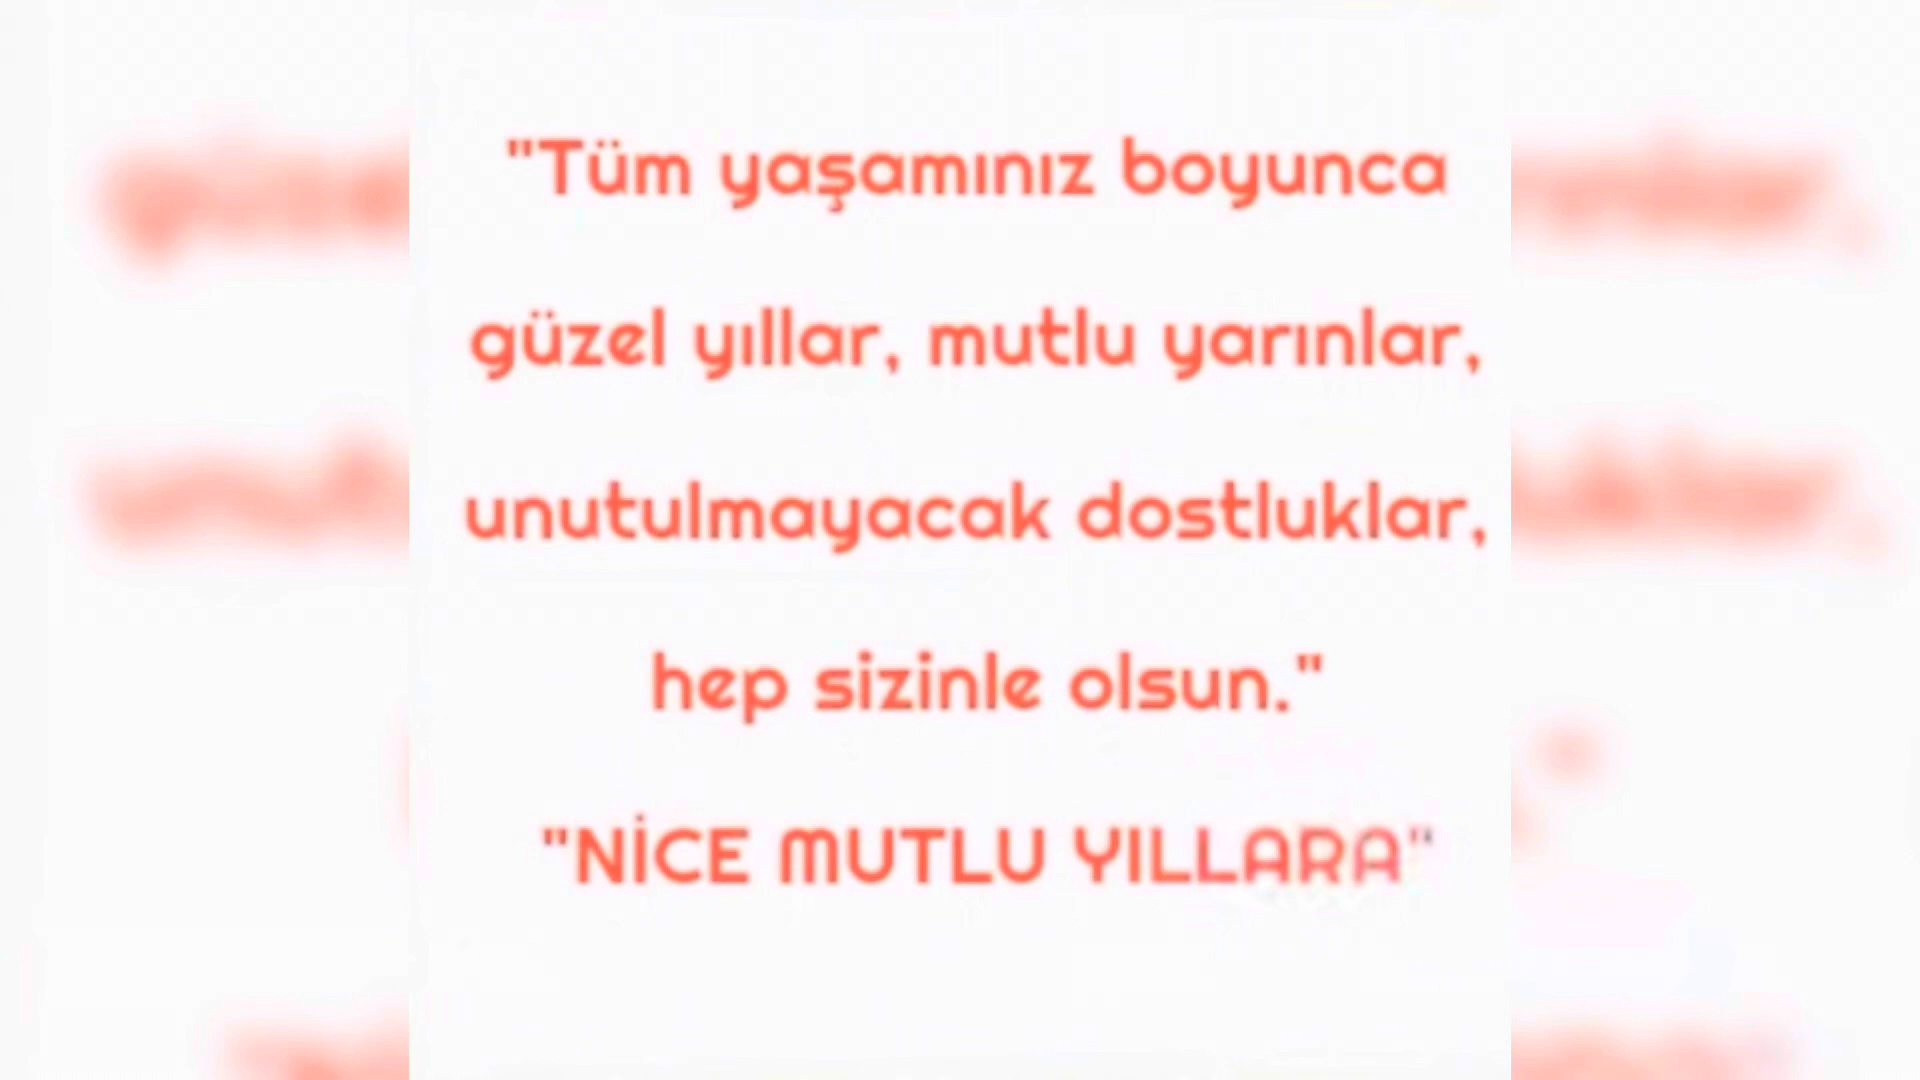 "Tüm yaşamınız boyunca
güzel yıllar, mutlu yarınlar,
unutulmayacak dostluklar,
hep sizinle olsun."
"NİCE MUTLU YILLARA"